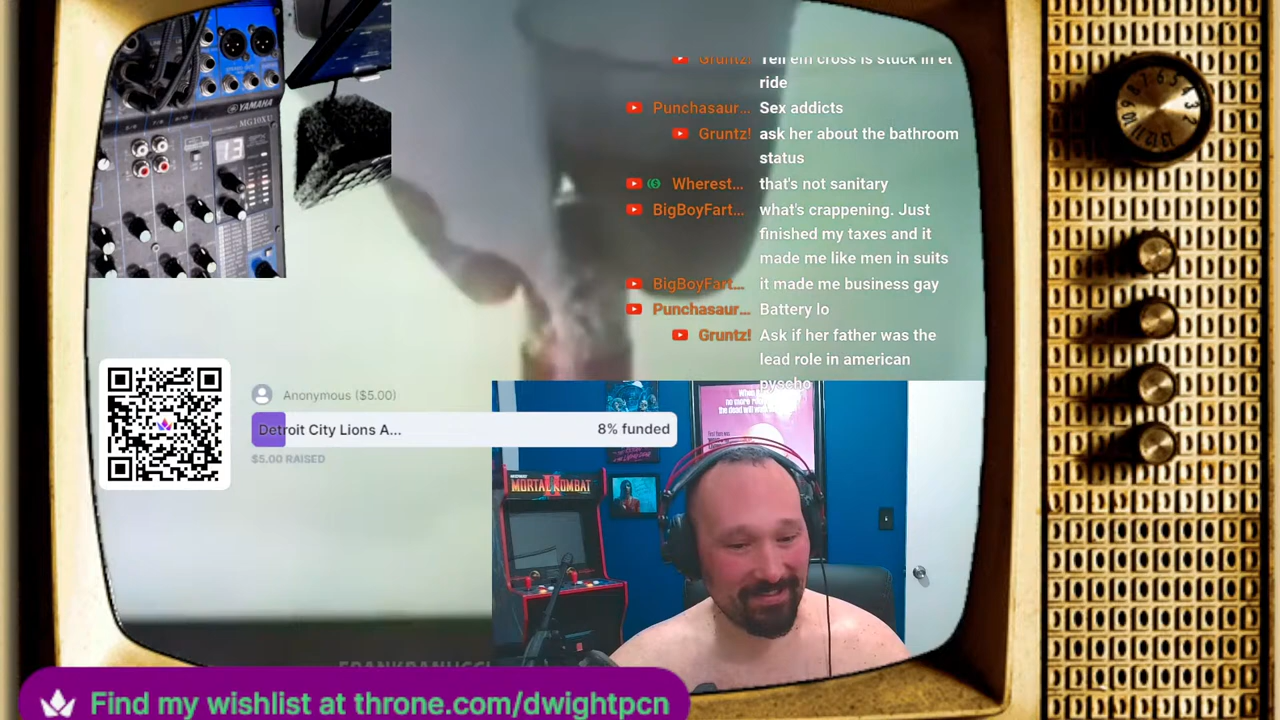 YAMAHA
MG10XU
13
Gruntz! Tell em cross is stuck in et
ride
Punchasaur... Sex addicts
Gruntz! ask her about the bathroom
status
Wherest... that's not sanitary
BigBoyFart... what's crappening. Just
finished my taxes and it
made me like men in suits
BigBoyFart... it made me business gay
Punchasaur... Battery lo
Gruntz! Ask if her father was the
lead role in american
pyscho
Anonymous ($5.00)
Detroit City Lions A... 8% funded
$5.00 RAISED
MORTAL KOMBAT
Find my wishlist at throne.com/dwightpcn